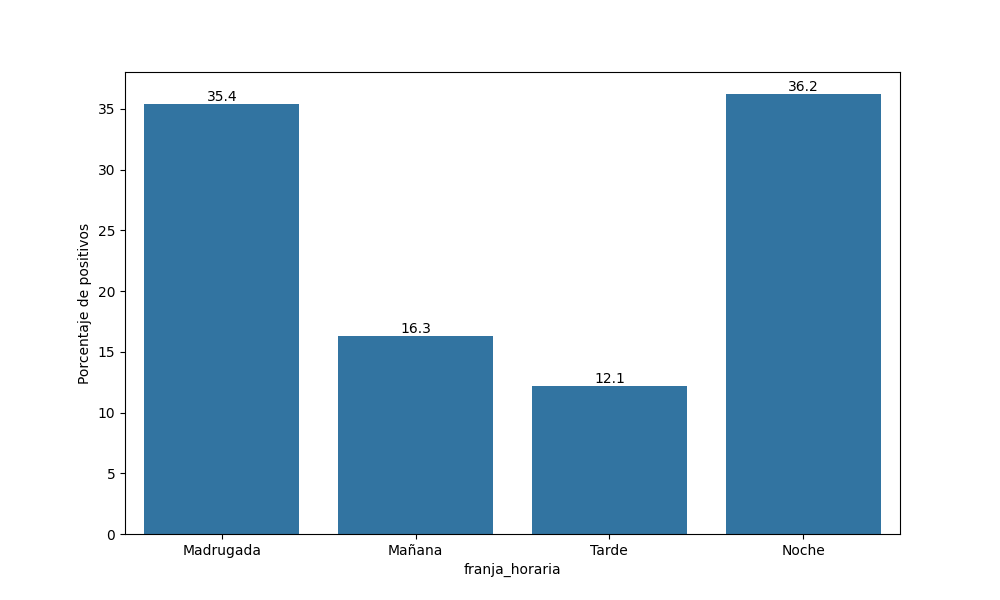 36.2
35.4
35
30
25
20
16.3
15
12.1
10
5
0
Porcentaje de positivos
Madrugada
Mañana
Tarde
Noche
franja_horaria